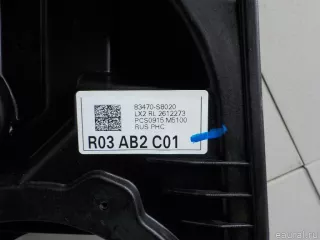 83470-S8020
LX2 RL 2612273
PCS0915 M5100
RUS PHC
R03 AB2 C01